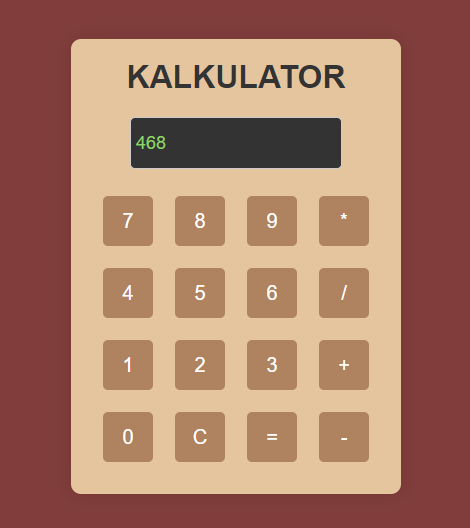 KALKULATOR
468
7 8 9 *
4 5 6 /
1 2 3 +
0 C = -